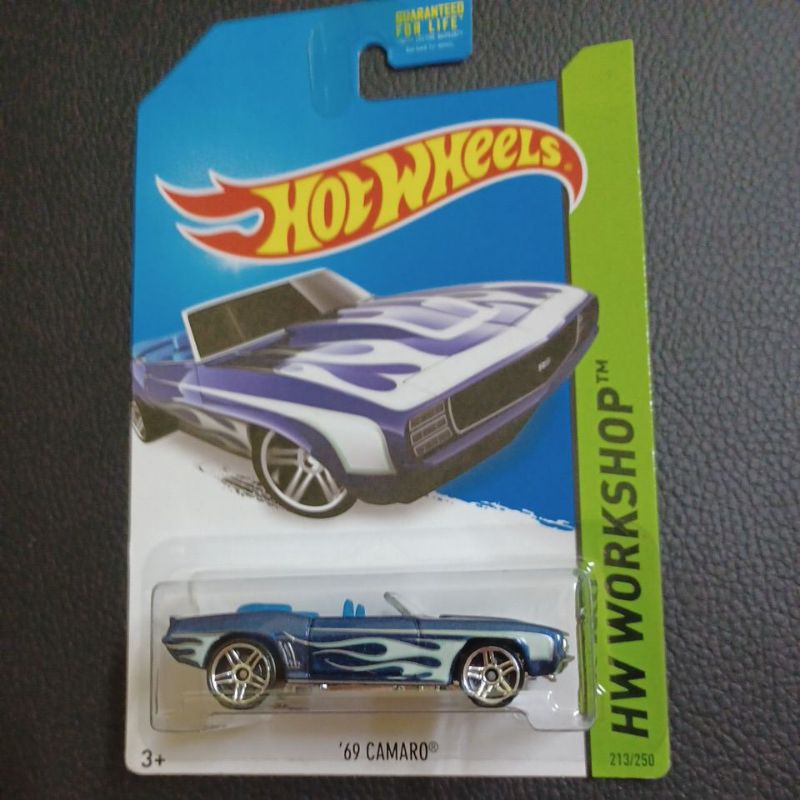 GUARANTEED
FOR LIFE
HOT WHEELS
HW WORKSHOP™
3+
'69 CAMARO®
213/250